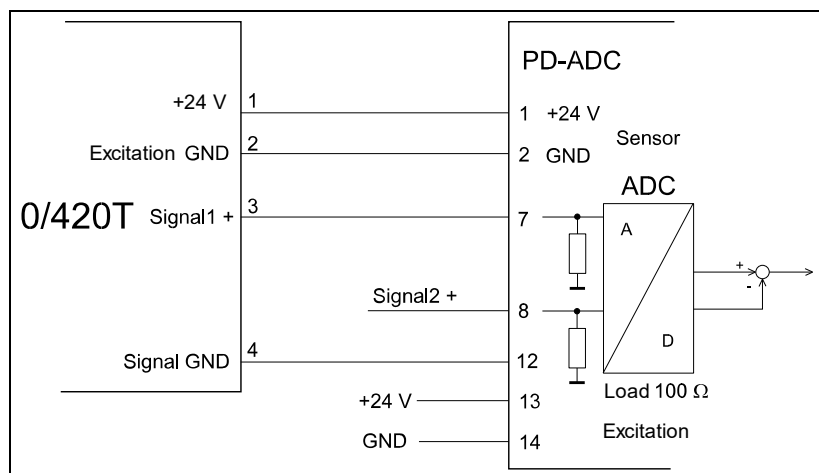 PD-ADC
+24 V 1 1 +24 V
Excitation GND 2 2 GND
Sensor
ADC
0/420T Signal1 + 3 7 A
Signal2 + 8
+
-
D
Signal GND 4 12
Load 100 Ω
+24 V 13
Excitation
GND 14